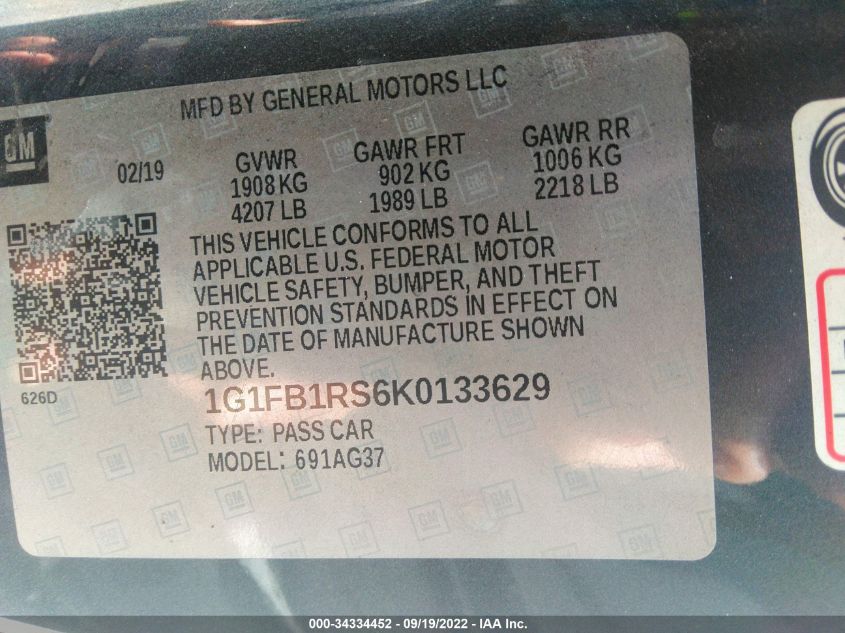 MFD BY GENERAL MOTORS LLC
GM
02/19
GVWR
1908 KG
4207 LB
GAWR FRT
902 KG
1989 LB
GAWR RR
1006 KG
2218 LB
THIS VEHICLE CONFORMS TO ALL
APPLICABLE U.S. FEDERAL MOTOR
VEHICLE SAFETY, BUMPER, AND THEFT
PREVENTION STANDARDS IN EFFECT ON
THE DATE OF MANUFACTURE SHOWN
ABOVE.
626D
1G1FB1RS6K0133629
TYPE: PASS CAR
MODEL: 691AG37
000-34334452 / 09/19/2022 - IAA Inc.